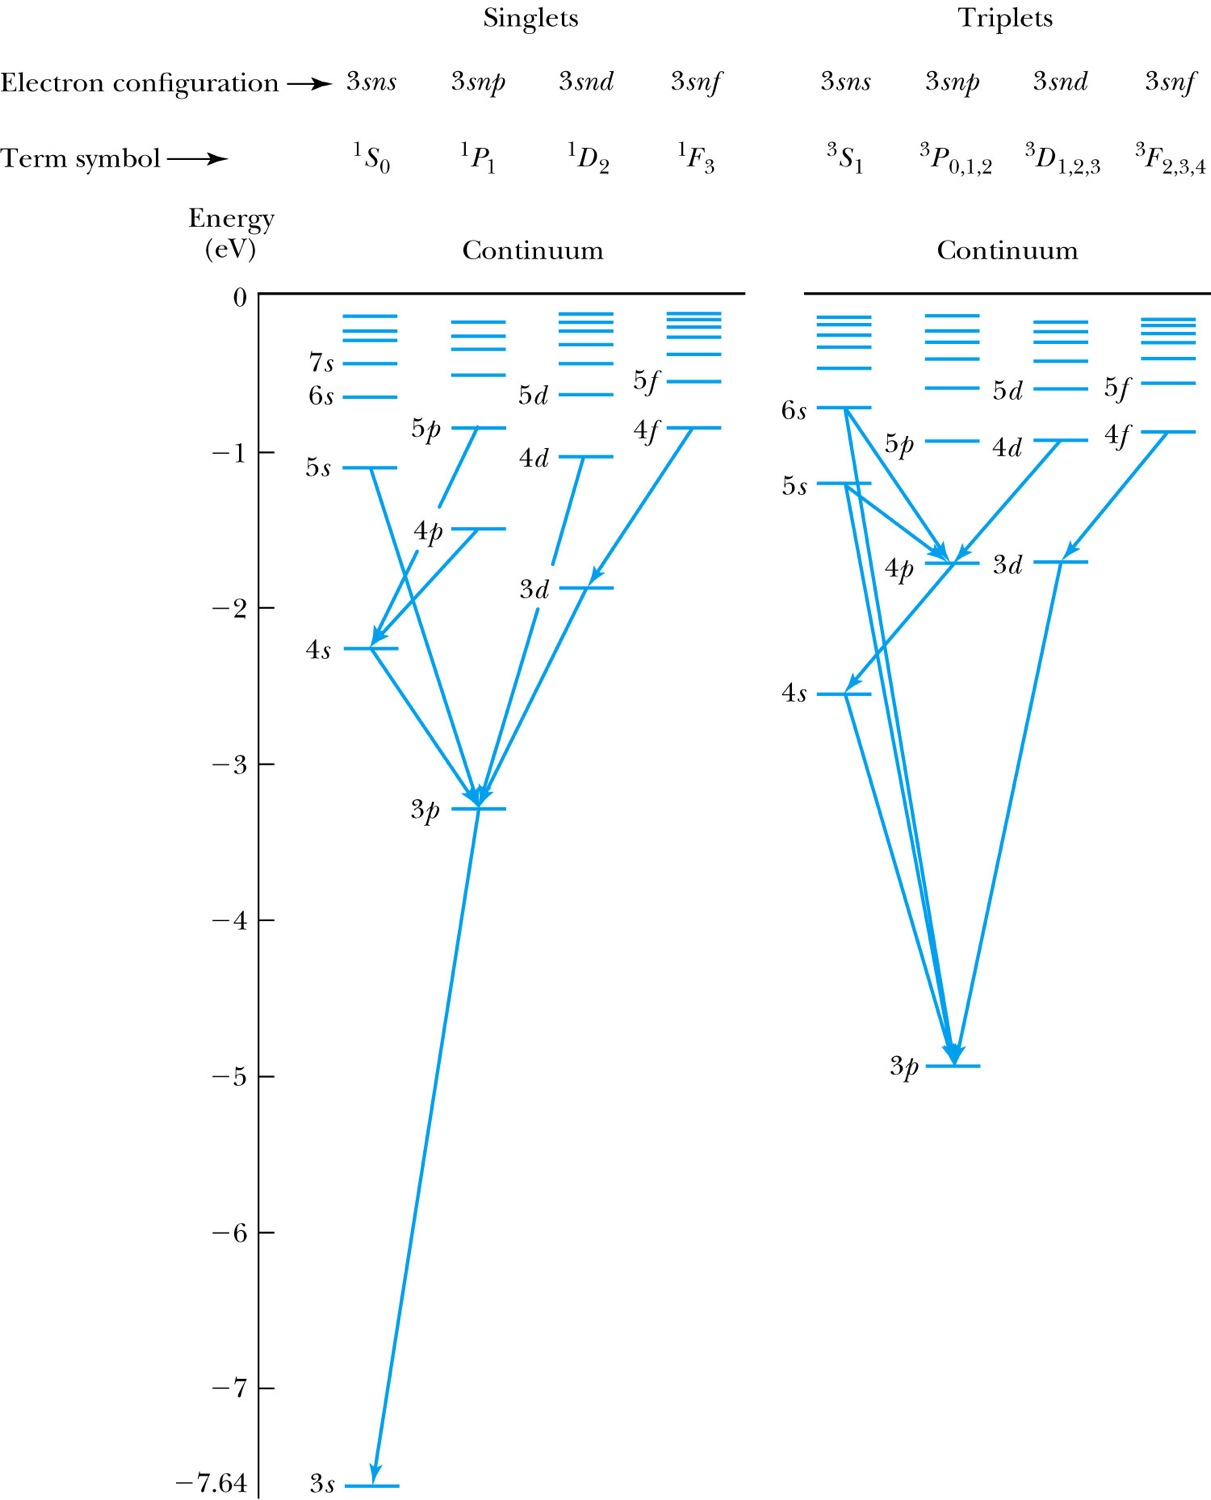 Singlets Triplets
Electron configuration → 3sns 3snp 3snd 3snf 3sns 3snp 3snd 3snf
Term symbol → ¹S₀ ¹P₁ ¹D₂ ¹F₃ ³S₁ ³P₀,₁,₂ ³D₁,₂,₃ ³F₂,₃,₄
Energy
(eV) Continuum Continuum
0
7s
5f
6s 5d 5d 5f
6s
5p 4f 4f
−1 5p 4d
4d
5s
5s
4p
4p 3d
3d
−2
4s
4s
−3
3p
−4
3p
−5
−6
−7
−7.64 3s